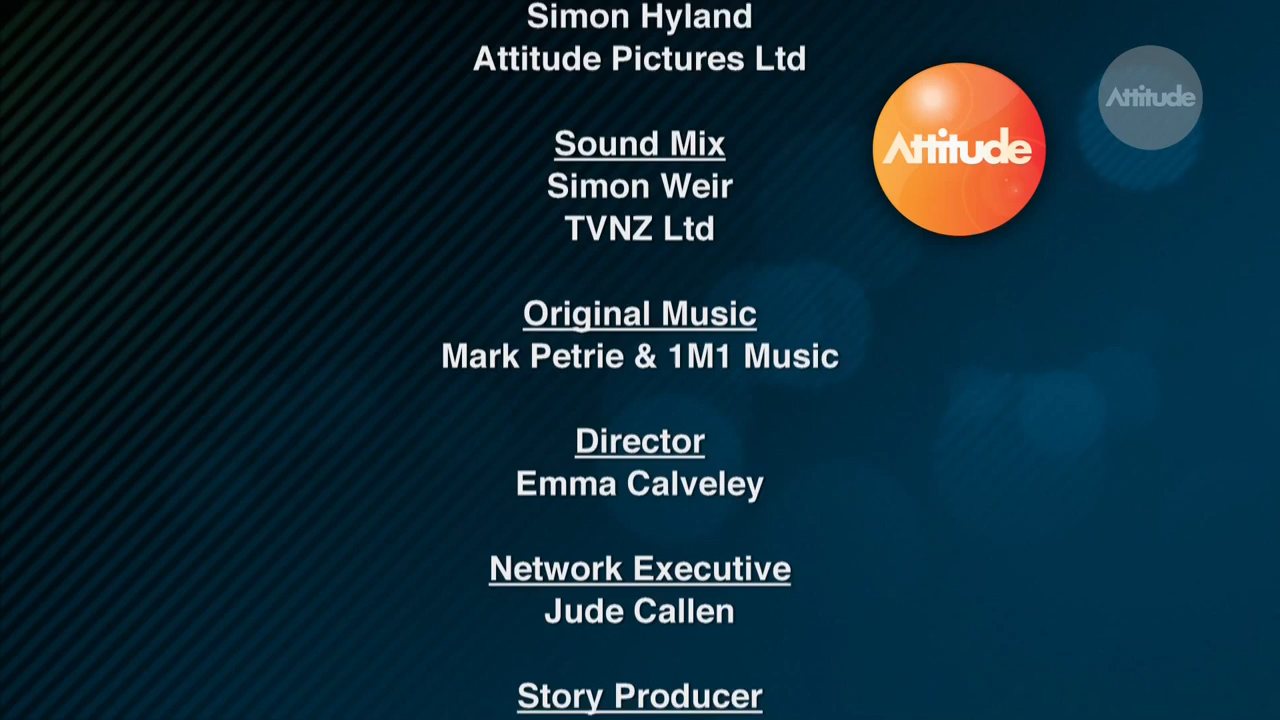 Simon Hyland
Attitude Pictures Ltd
Attitude
Attitude
Sound Mix
Simon Weir
TVNZ Ltd
Original Music
Mark Petrie & 1M1 Music
Director
Emma Calveley
Network Executive
Jude Callen
Story Producer